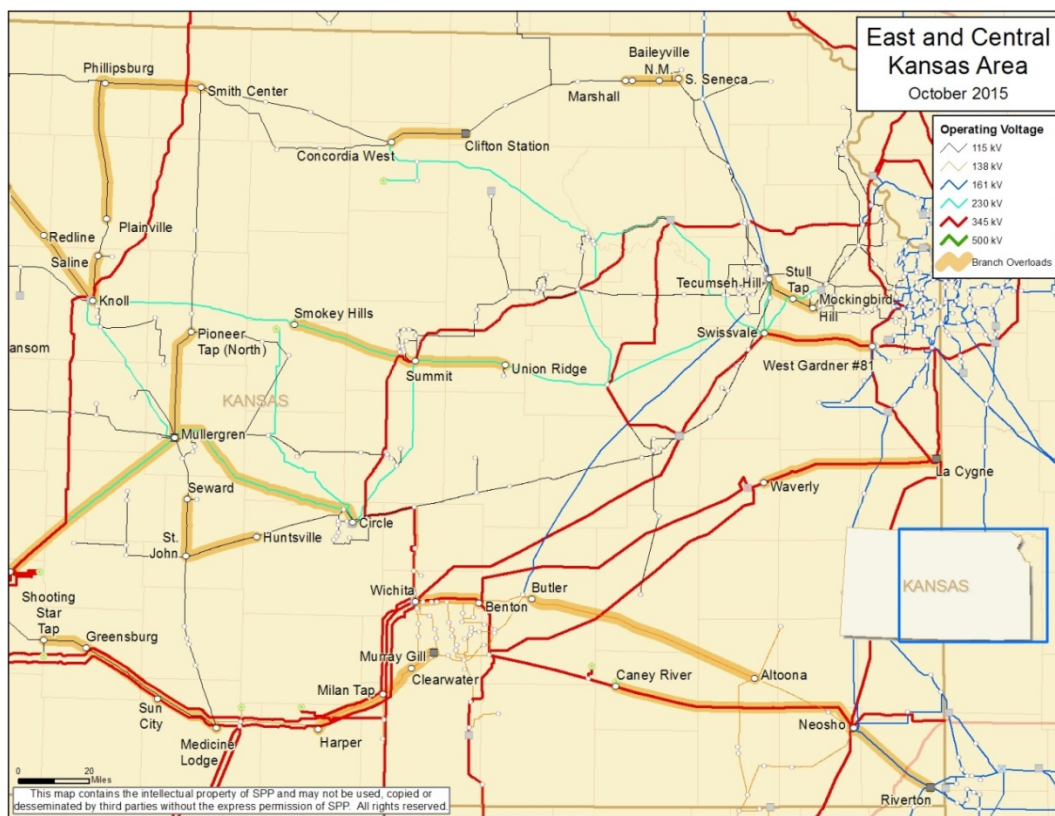 East and Central
Kansas Area
October 2015
Operating Voltage
115 kV
138 kV
161 kV
230 kV
345 kV
500 kV
Branch Overloads
Phillipsburg
Smith Center
Baileyville
N.M.
S. Seneca
Marshall
Concordia West
Clifton Station
Plainville
Redline
Saline
Knoll
Tecumseh Hill
Stull
Tap
Mockingbird
Hill
Smokey Hills
Swissvale
Pioneer
Tap (North)
ansom
Summit
Union Ridge
West Gardner #81
KANSAS
Mullergren
La Cygne
Waverly
Seward
Circle
St.
John
Huntsville
KANSAS
Wichita
Butler
Benton
Shooting
Star
Tap
Greensburg
Murray Gill
Clearwater
Caney River
Altoona
Milan Tap
Sun
City
Neosho
Medicine
Lodge
Harper
0
20
Miles
Riverton
This map contains the intellectual property of SPP and may not be used, copied or
desseminated by third parties without the express permission of SPP. All rights reserved.